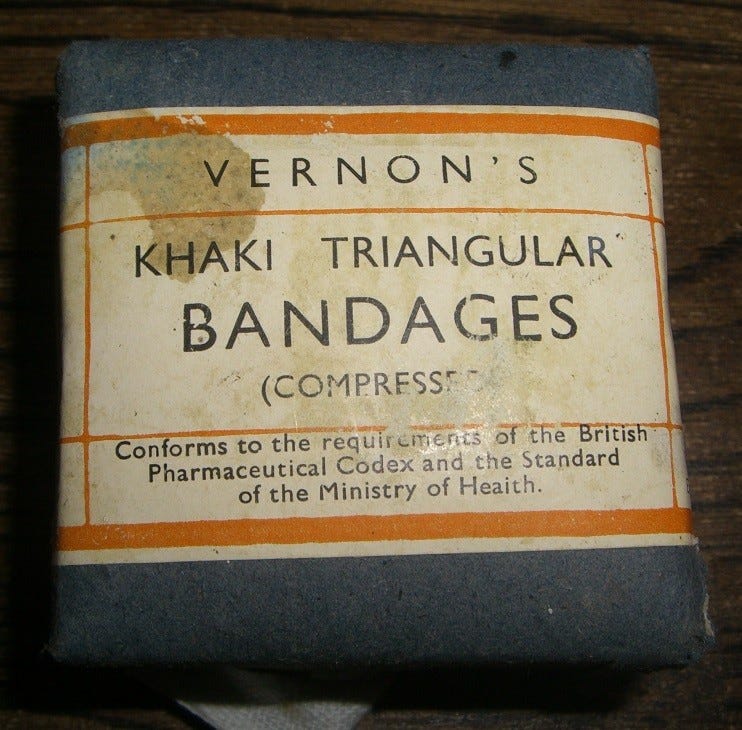 VERNON'S
KHAKI TRIANGULAR
BANDAGES
(COMPRESSED
Conforms to the requirements of the British
Pharmaceutical Codex and the Standard
of the Ministry of Health.